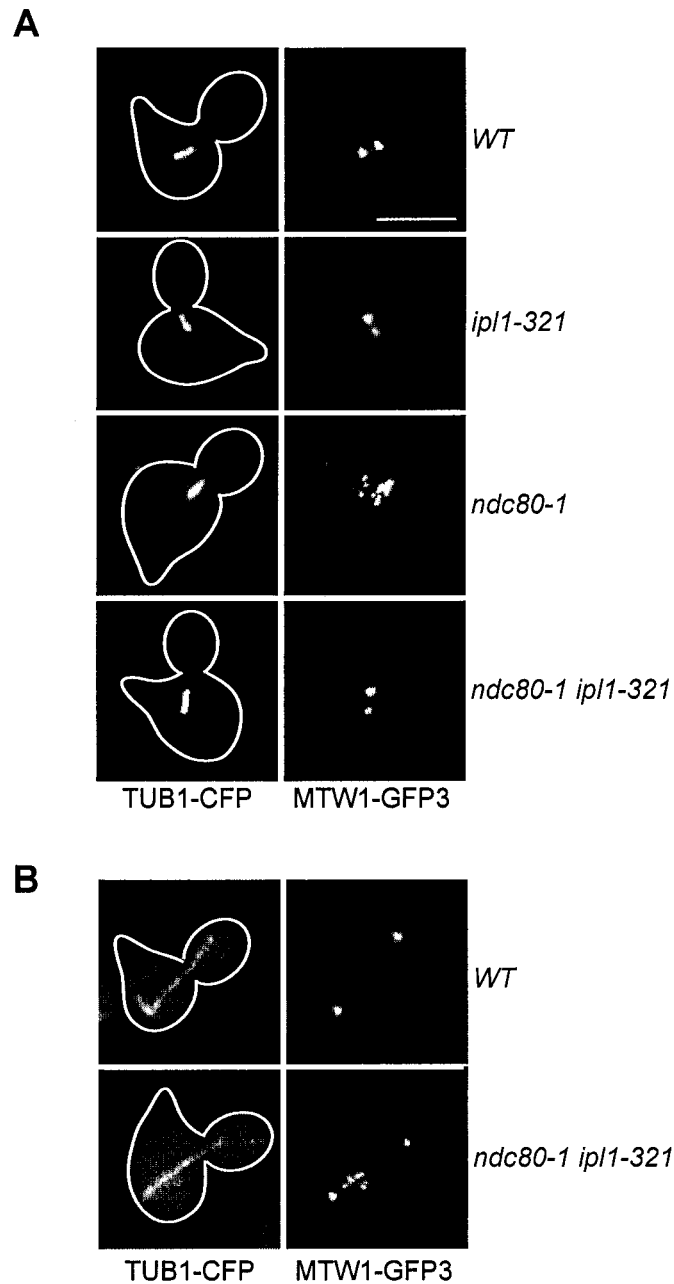 A
WT
ipl1-321
ndc80-1
ndc80-1 ipl1-321
TUB1-CFP MTW1-GFP3
B
WT
ndc80-1 ipl1-321
TUB1-CFP MTW1-GFP3